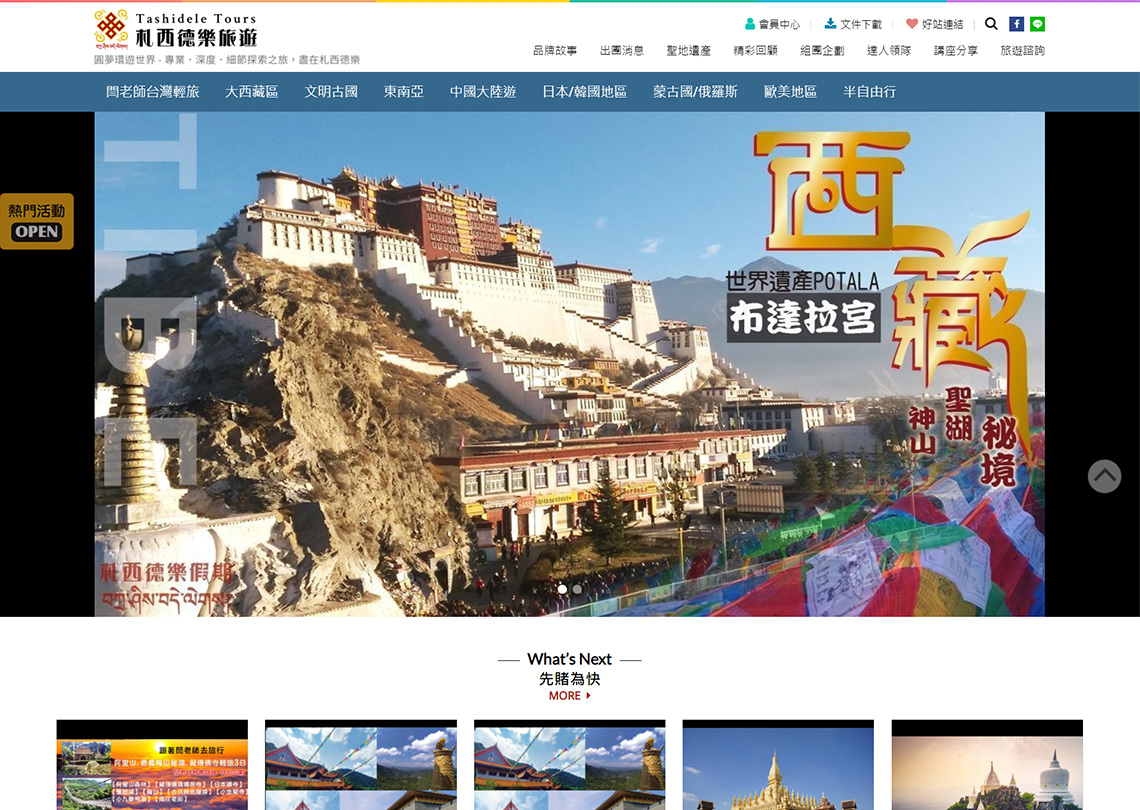 Tashidele Tours
札西德樂旅遊
圓夢環遊世界 - 專業・深度・細節探索之旅，盡在札西德樂
會員中心
文件下載
好站連結
品牌故事 出團消息 聖地遺產 精彩回顧 組團企劃 達人領隊 講座分享 旅遊諮詢
閆老師台灣輕旅 大西藏區 文明古國 東南亞 中國大陸遊 日本/韓國地區 蒙古國/俄羅斯 歐美地區 半自由行
熱門活動
OPEN
TIBE
西藏
世界遺產POTALA
布達拉宮
聖湖
神山
秘境
札西德樂假期
What's Next
先賭為快
MORE
跟著閆老師去旅行